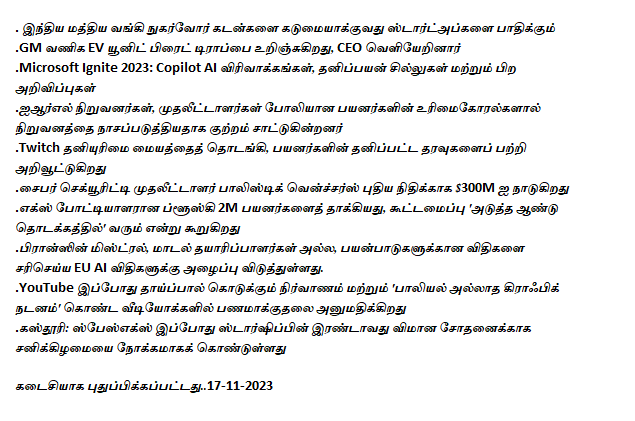 . இந்திய மத்திய வங்கி நுகர்வோர் கடன்களை கடுமையாக்குவது ஸ்டார்ட்அப்களை பாதிக்கும்
.GM வணிக EV யூனிட் பிரைட் டிராப்பை உறிஞ்சுகிறது, CEO வெளியேறினார்
.Microsoft Ignite 2023: Copilot AI விரிவாக்கங்கள், தனிப்பயன் சில்லுகள் மற்றும் பிற
அறிவிப்புகள்
.ஐஆர்எல் நிறுவனர்கள், முதலீட்டாளர்கள் போலியான பயனர்களின் உரிமைகோரல்களால்
நிறுவனத்தை நாசப்படுத்தியதாக குற்றம் சாட்டுகின்றனர்
.Twitch தனியுரிமை மையத்தைத் தொடங்கி, பயனர்களின் தனிப்பட்ட தரவுகளைப் பற்றி
அறிவூட்டுகிறது
.சைபர் செக்யூரிட்டி முதலீட்டாளர் பாலிஸ்டிக் வென்ச்சர்ஸ் புதிய நிதிக்காக $300M ஐ நாடுகிறது
.எக்ஸ் போட்டியாளரான ப்ளூஸ்கி 2M பயனர்களைத் தாக்கியது, கூட்டமைப்பு 'அடுத்த ஆண்டு
தொடக்கத்தில்' வரும் என்று கூறுகிறது
.பிரான்ஸின் மிஸ்ட்ரல், மாடல் தயாரிப்பாளர்கள் அல்ல, பயன்பாடுகளுக்கான விதிகளை
சரிசெய்ய EU AI விதிகளுக்கு அழைப்பு விடுத்துள்ளது.
.YouTube இப்போது தாய்ப்பால் கொடுக்கும் நிர்வாணம் மற்றும் 'பாலியல் அல்லாத கிராஃபிக்
நடனம்' கொண்ட வீடியோக்களில் பணமாக்குதலை அனுமதிக்கிறது
.கஸ்தூரி: ஸ்பேஸ்எக்ஸ் இப்போது ஸ்டார்ஷிப்பின் இரண்டாவது விமான சோதனைக்காக
சனிக்கிழமையை நோக்கமாகக் கொண்டுள்ளது
கடைசியாக புதுப்பிக்கப்பட்டது..17-11-2023